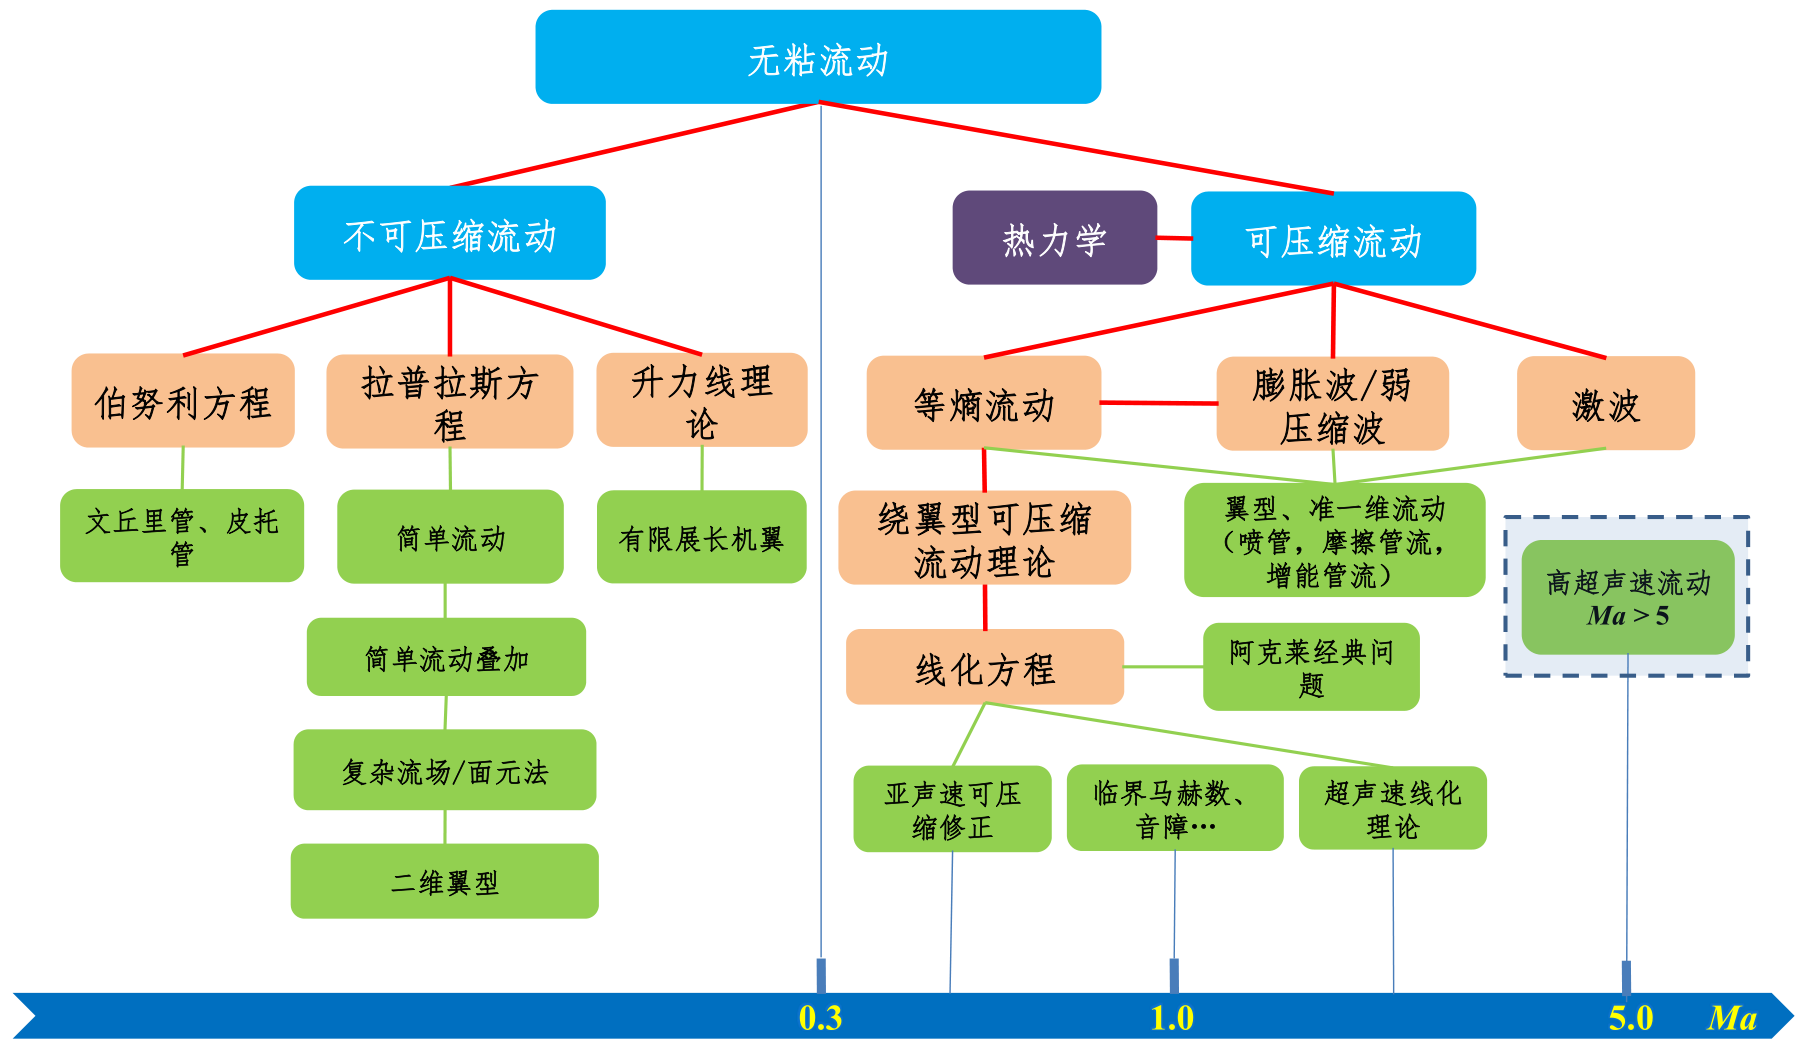 无粘流动
不可压缩流动
热力学
可压缩流动
伯努利方程
拉普拉斯方
程
升力线理
论
等熵流动
膨胀波/弱
压缩波
激波
文丘里管、皮托
管
简单流动
有限展长机翼
绕翼型可压缩
流动理论
翼型、准一维流动
（喷管，摩擦管流，
增能管流）
高超声速流动
Ma > 5
简单流动叠加
线化方程
阿克莱经典问
题
复杂流场/面元法
亚声速可压
缩修正
临界马赫数、
音障…
超声速线化
理论
二维翼型
0.3
1.0
5.0
Ma